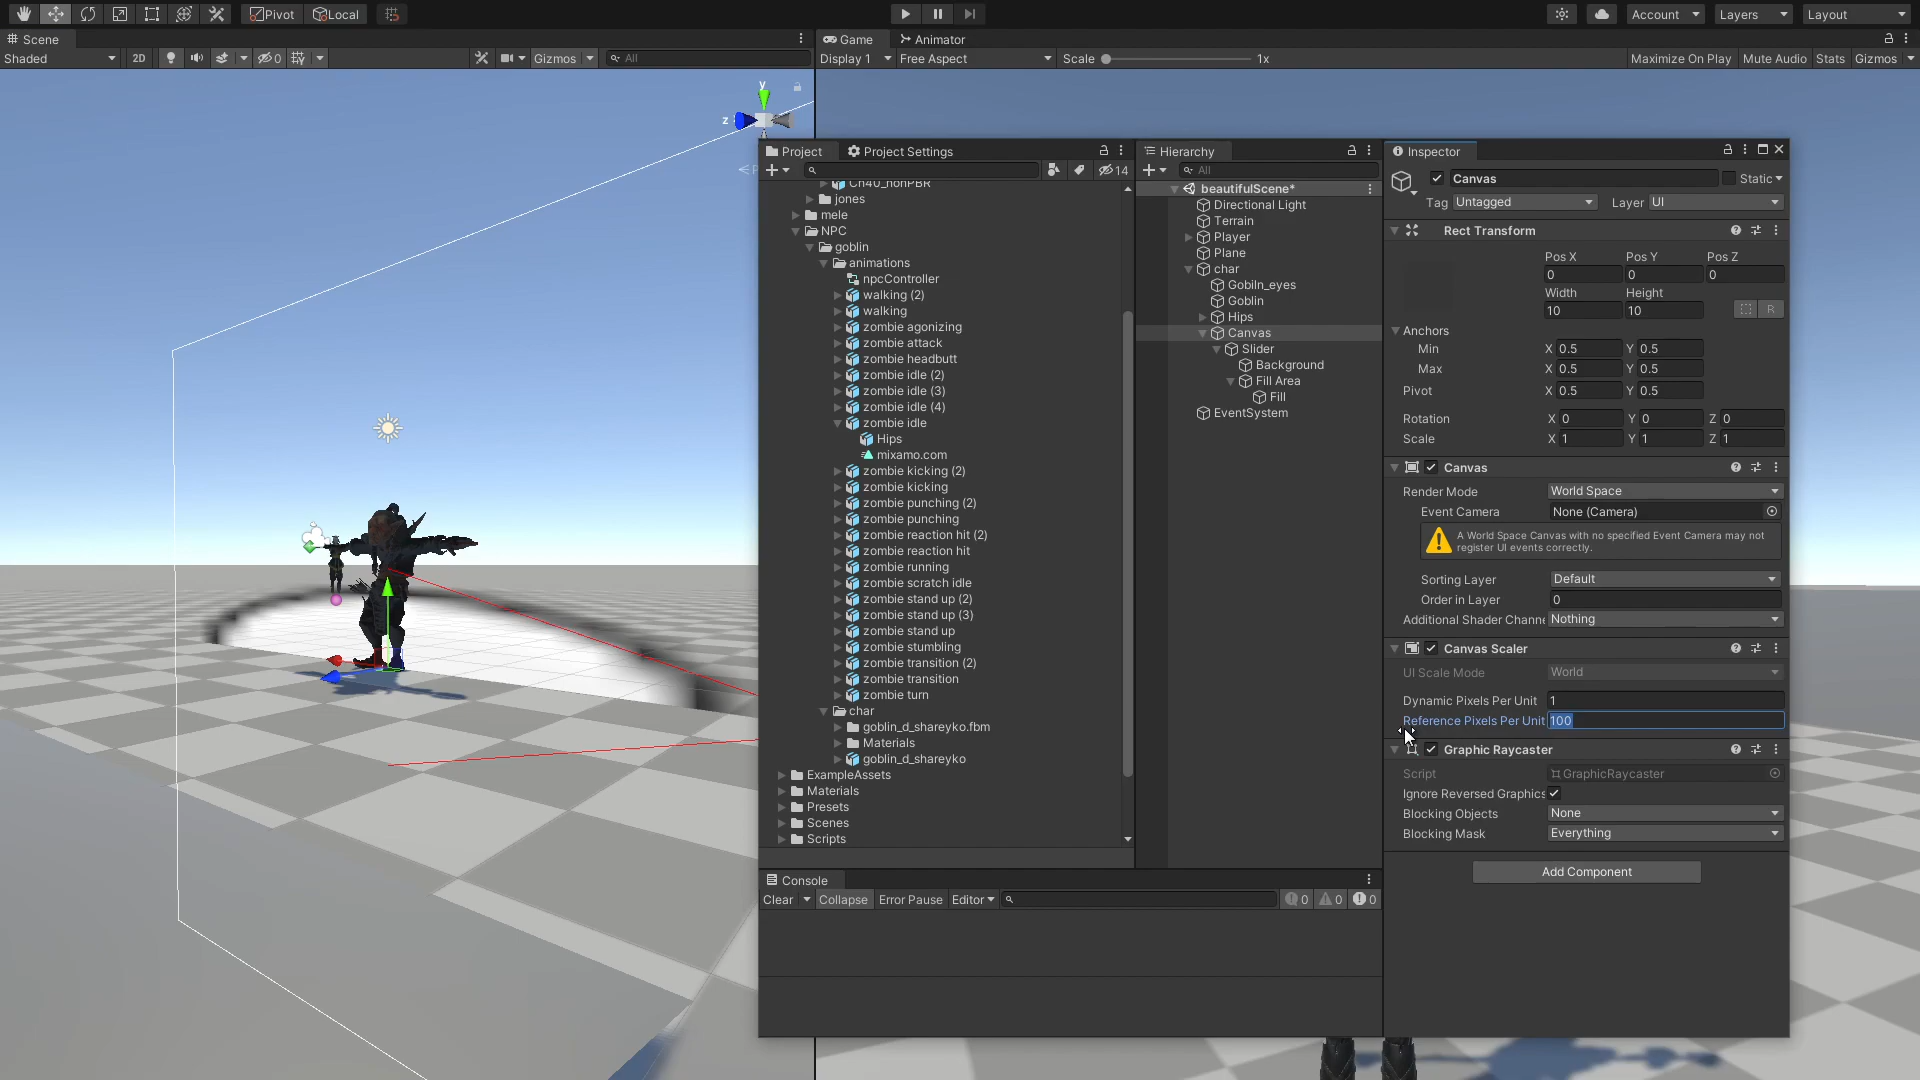 Pivot Local Account Layers Layout
Scene
Shaded 2D 0 Gizmos All
y
z
Game Animator
Display 1 Free Aspect Scale 1x Maximize On Play Mute Audio Stats Gizmos
Project Project Settings
14
Ch40_nonPBR
jones
mele
NPC
goblin
animations
npcController
walking (2)
walking
zombie agonizing
zombie attack
zombie headbutt
zombie idle (2)
zombie idle (3)
zombie idle (4)
zombie idle
Hips
mixamo.com
zombie kicking (2)
zombie kicking
zombie punching (2)
zombie punching
zombie reaction hit (2)
zombie reaction hit
zombie running
zombie scratch idle
zombie stand up (2)
zombie stand up (3)
zombie stand up
zombie stumbling
zombie transition (2)
zombie transition
zombie turn
char
goblin_d_shareyko.fbm
Materials
goblin_d_shareyko
ExampleAssets
Materials
Presets
Scenes
Scripts
Hierarchy
All
beautifulScene*
Directional Light
Terrain
Player
Plane
char
Gobiln_eyes
Goblin
Hips
Canvas
Slider
Background
Fill Area
Fill
EventSystem
Console
Clear Collapse Error Pause Editor 0 0 0
Inspector
Canvas Static
Tag Untagged Layer UI
Rect Transform
Pos X Pos Y Pos Z
0 0 0
Width Height
10 10 R
Anchors
Min X 0.5 Y 0.5
Max X 0.5 Y 0.5
Pivot X 0.5 Y 0.5
Rotation X 0 Y 0 Z 0
Scale X 1 Y 1 Z 1
Canvas
Render Mode World Space
Event Camera None (Camera)
A World Space Canvas with no specified Event Camera may not
register UI events correctly.
Sorting Layer Default
Order in Layer 0
Additional Shader Channe Nothing
Canvas Scaler
UI Scale Mode World
Dynamic Pixels Per Unit 1
Reference Pixels Per Unit 100
Graphic Raycaster
Script GraphicRaycaster
Ignore Reversed Graphics
Blocking Objects None
Blocking Mask Everything
Add Component